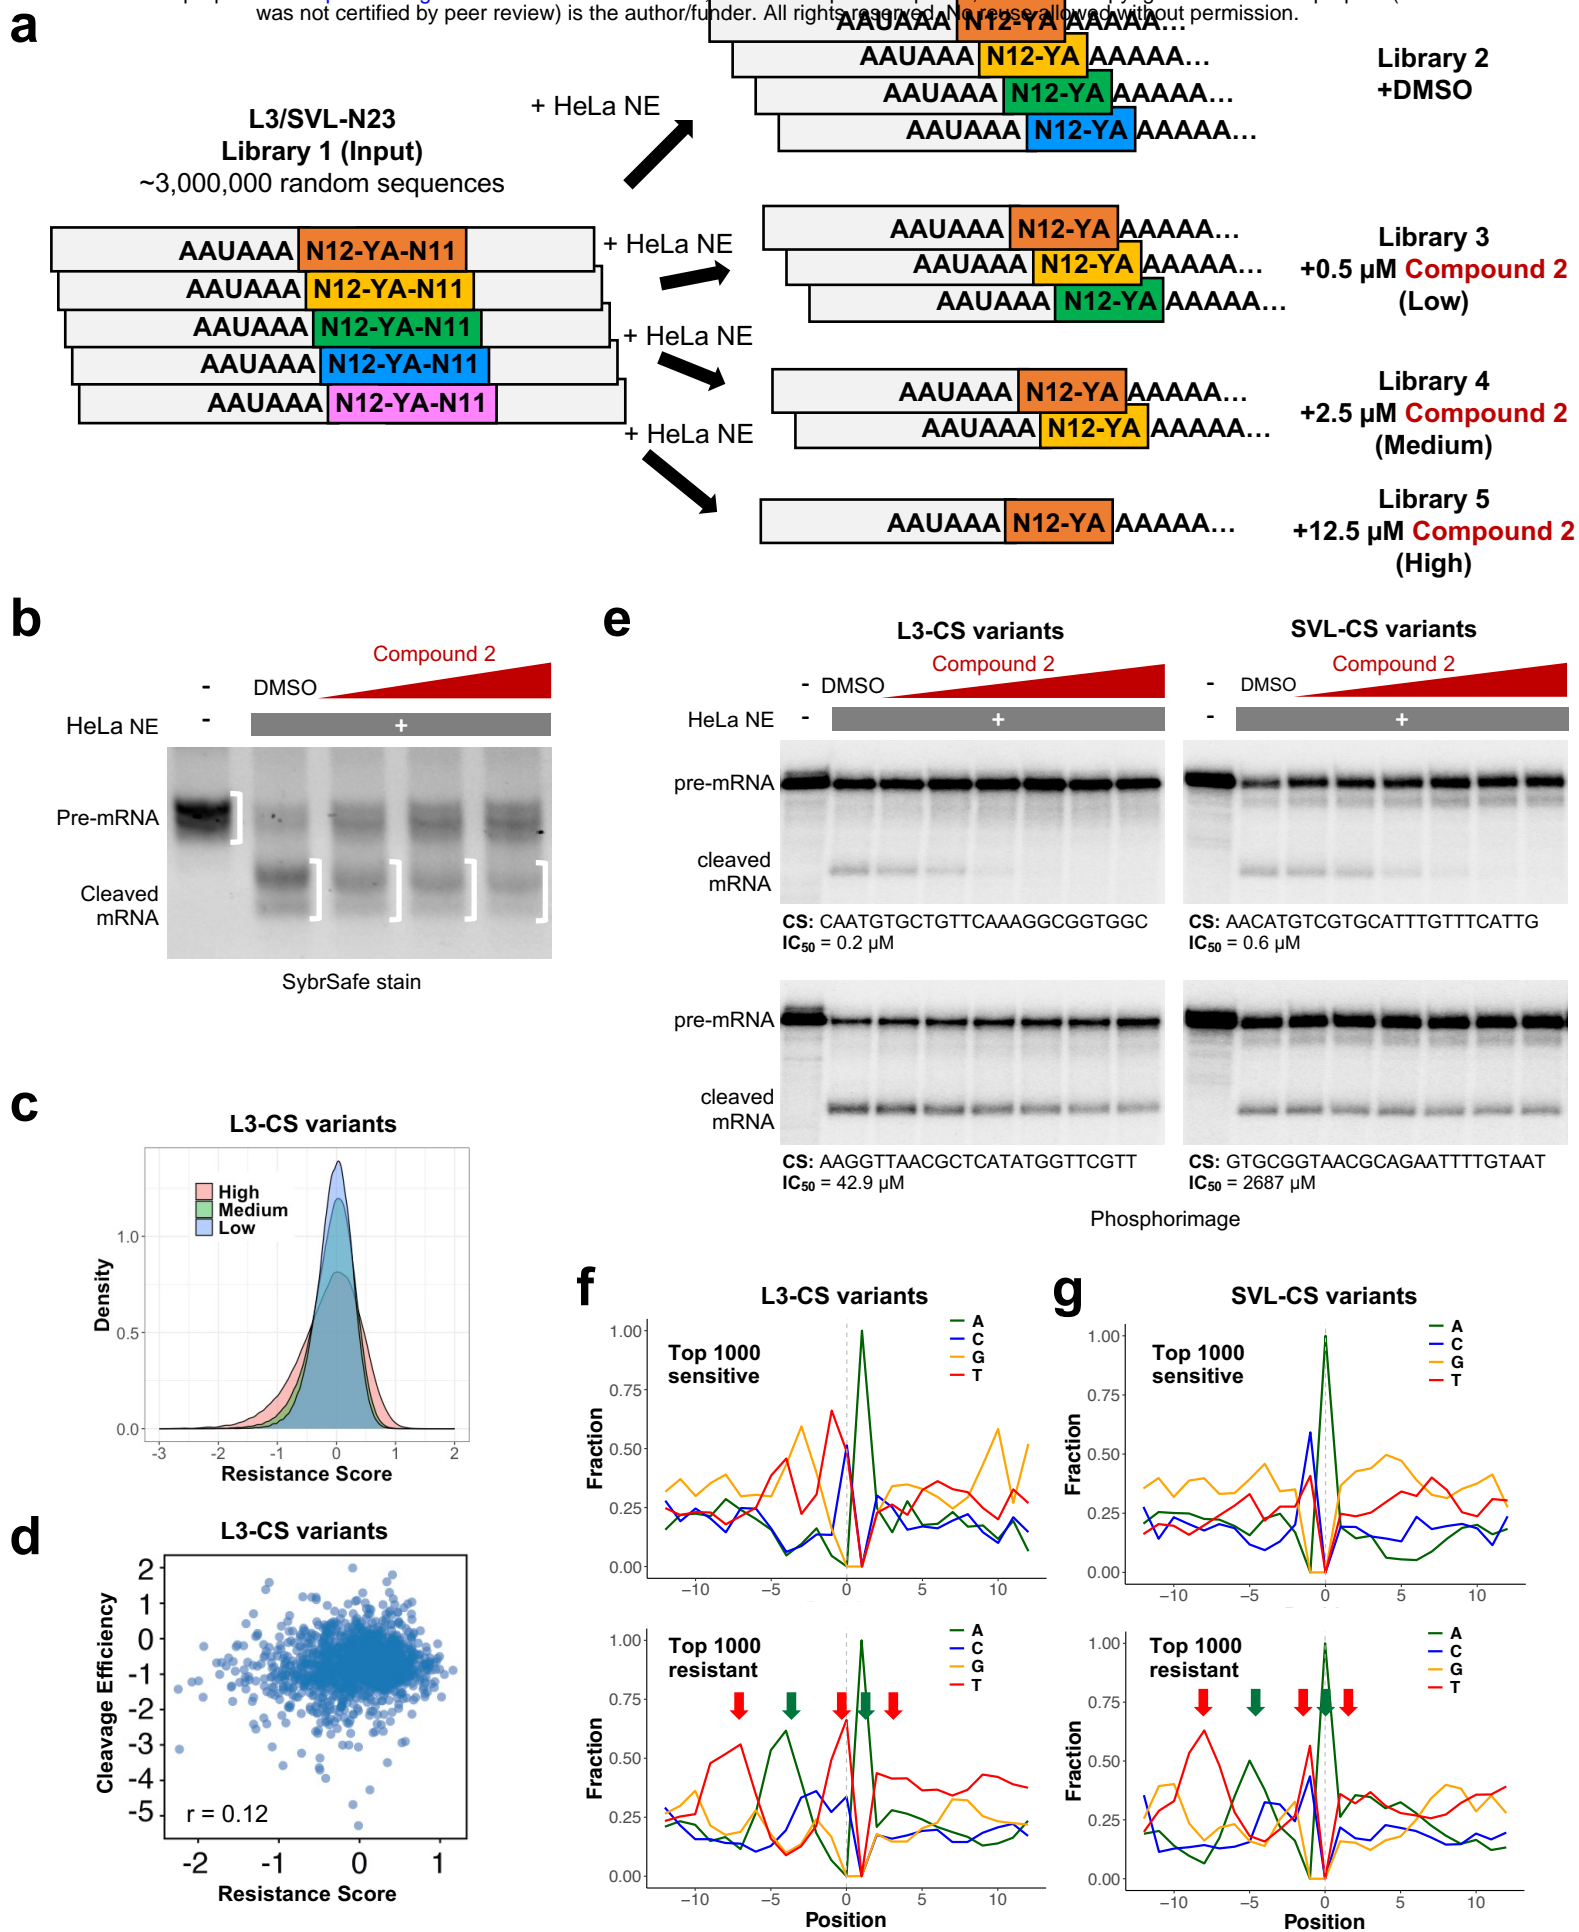 was not certified by peer review) is the author/funder. All rights reserved. No reuse allowed without permission.
a
L3/SVL-N23
Library 1 (Input)
~3,000,000 random sequences
AAUAAA N12-YA-N11
AAUAAA N12-YA-N11
AAUAAA N12-YA-N11
AAUAAA N12-YA-N11
AAUAAA N12-YA-N11
+ HeLa NE
+ HeLa NE
+ HeLa NE
+ HeLa NE
AAUAAA N12-YA AAAAA...
AAUAAA N12-YA AAAAA...
AAUAAA N12-YA AAAAA...
AAUAAA N12-YA AAAAA...
Library 2
+DMSO
AAUAAA N12-YA AAAAA...
AAUAAA N12-YA AAAAA...
AAUAAA N12-YA AAAAA...
Library 3
+0.5 µM Compound 2
(Low)
AAUAAA N12-YA AAAAA...
AAUAAA N12-YA AAAAA...
Library 4
+2.5 µM Compound 2
(Medium)
AAUAAA N12-YA AAAAA...
Library 5
+12.5 µM Compound 2
(High)
b
Compound 2
- DMSO
HeLa NE - +
Pre-mRNA
Cleaved
mRNA
SybrSafe stain
c
L3-CS variants
High
Medium
Low
Density
1.0
0.5
0.0
-3 -2 -1 0 1 2
Resistance Score
d
L3-CS variants
Cleavage Efficiency
2
1
0
-1
-2
-3
-4
-5
r = 0.12
-2 -1 0 1
Resistance Score
e
L3-CS variants
Compound 2
- DMSO
HeLa NE - +
pre-mRNA
cleaved
mRNA
CS: CAATGTGCTGTTCAAAGGCGGTGGC
IC50 = 0.2 µM
SVL-CS variants
Compound 2
- DMSO
- +
CS: AACATGTCGTGCATTTGTTTCATTG
IC50 = 0.6 µM
pre-mRNA
cleaved
mRNA
CS: AAGGTTAACGCTCATATGGTTCGTT
IC50 = 42.9 µM
CS: GTGCGGTAACGCAGAATTTTGTAAT
IC50 = 2687 µM
Phosphorimage
f
L3-CS variants
Top 1000
sensitive
A
C
G
T
Fraction
1.00
0.75
0.50
0.25
0.00
−10 −5 0 5 10
Top 1000
resistant
A
C
G
T
Fraction
1.00
0.75
0.50
0.25
0.00
−10 −5 0 5 10
Position
g
SVL-CS variants
Top 1000
sensitive
A
C
G
T
Fraction
1.00
0.75
0.50
0.25
0.00
−10 −5 0 5 10
Top 1000
resistant
A
C
G
T
Fraction
1.00
0.75
0.50
0.25
0.00
−10 −5 0 5 10
Position